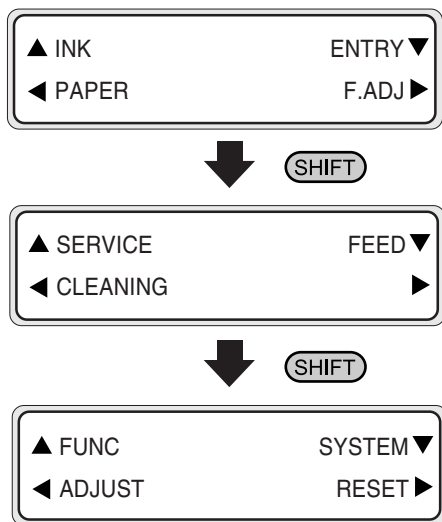 ▲ INK ENTRY ▼
◀ PAPER F.ADJ ▶
SHIFT
▲ SERVICE FEED ▼
◀ CLEANING ▶
SHIFT
▲ FUNC SYSTEM ▼
◀ ADJUST RESET ▶